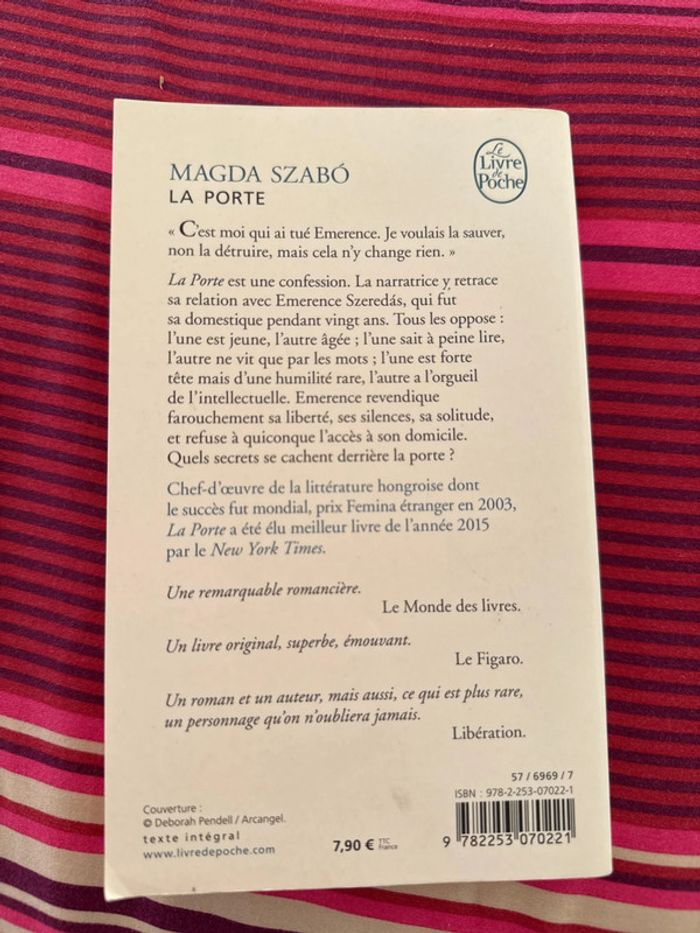 MAGDA SZABÓ
LA PORTE
Le
Livre
de
Poche
« C'est moi qui ai tué Emerence. Je voulais la sauver,
non la détruire, mais cela n'y change rien. »
La Porte est une confession. La narratrice y retrace
sa relation avec Emerence Szeredás, qui fut
sa domestique pendant vingt ans. Tous les oppose :
l'une est jeune, l'autre âgée ; l'une sait à peine lire,
l'autre ne vit que par les mots ; l'une est forte
tête mais d'une humilité rare, l'autre a l'orgueil
de l'intellectuelle. Emerence revendique
farouchement sa liberté, ses silences, sa solitude,
et refuse à quiconque l'accès à son domicile.
Quels secrets se cachent derrière la porte ?
Chef-d'œuvre de la littérature hongroise dont
le succès fut mondial, prix Femina étranger en 2003,
La Porte a été élu meilleur livre de l'année 2015
par le New York Times.
Une remarquable romancière.
Le Monde des livres.
Un livre original, superbe, émouvant.
Le Figaro.
Un roman et un auteur, mais aussi, ce qui est plus rare,
un personnage qu'on n'oubliera jamais.
Libération.
57 / 6969 / 7
ISBN : 978-2-253-07022-1
Couverture :
© Deborah Pendell / Arcangel.
texte intégral
www.livredepoche.com
7,90 € TTC France
9 782253 070221